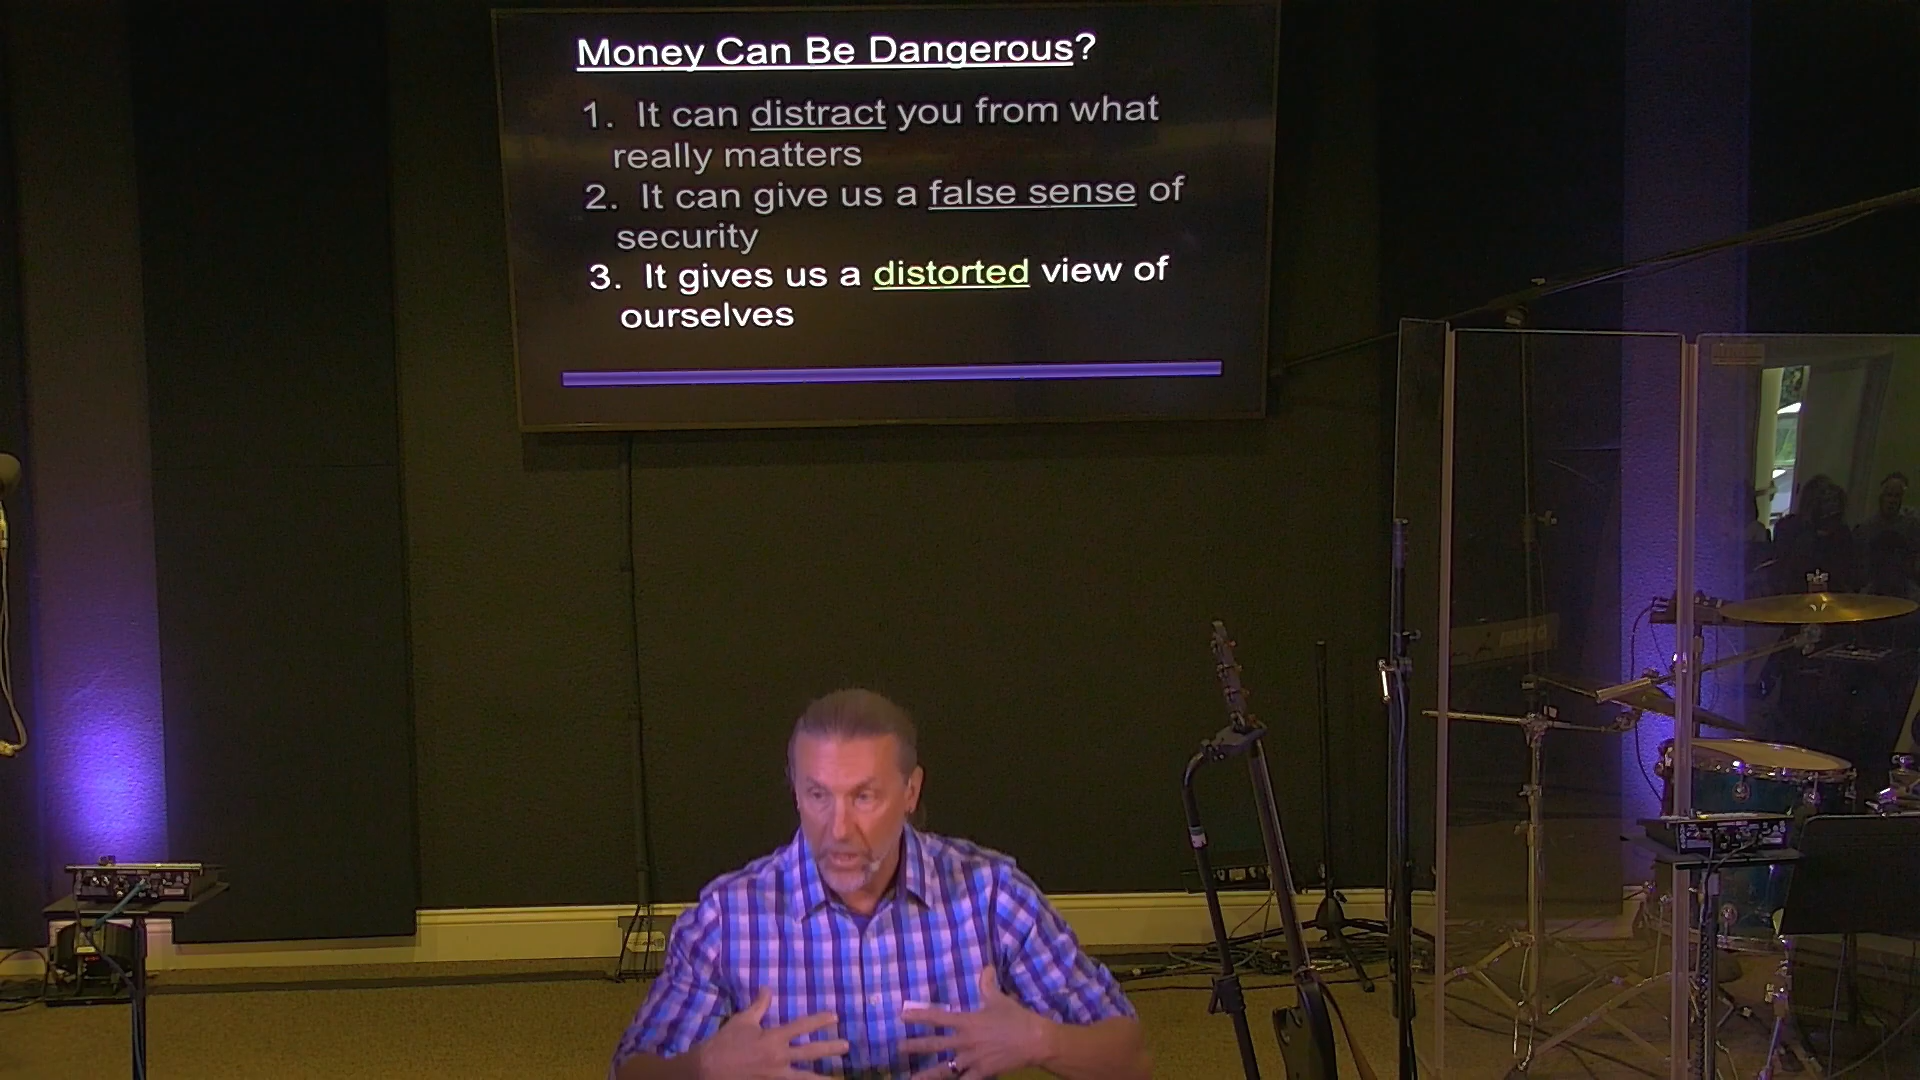 Money Can Be Dangerous?
1. It can distract you from what
really matters
2. It can give us a false sense of
security
3. It gives us a distorted view of
ourselves